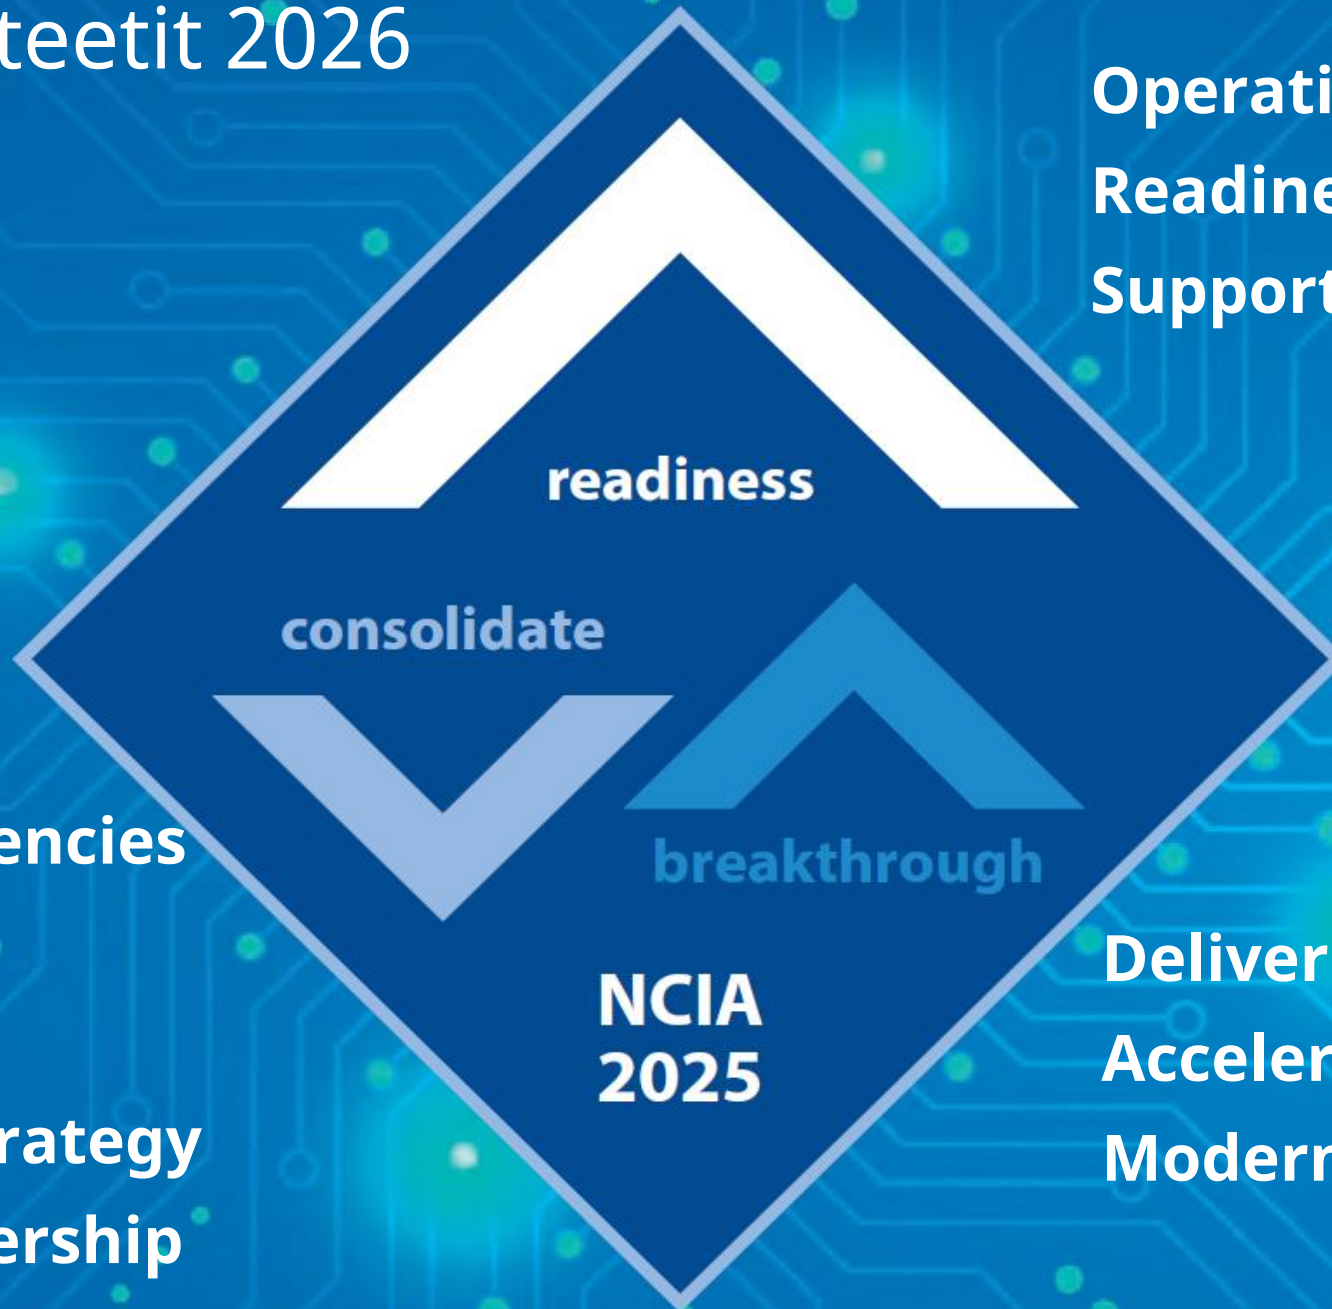 teetit 2026
Operati
Readine
Support
readiness
consolidate
breakthrough
encies
NCIA
2025
Deliver
Acceler
Modern
rategy
ership